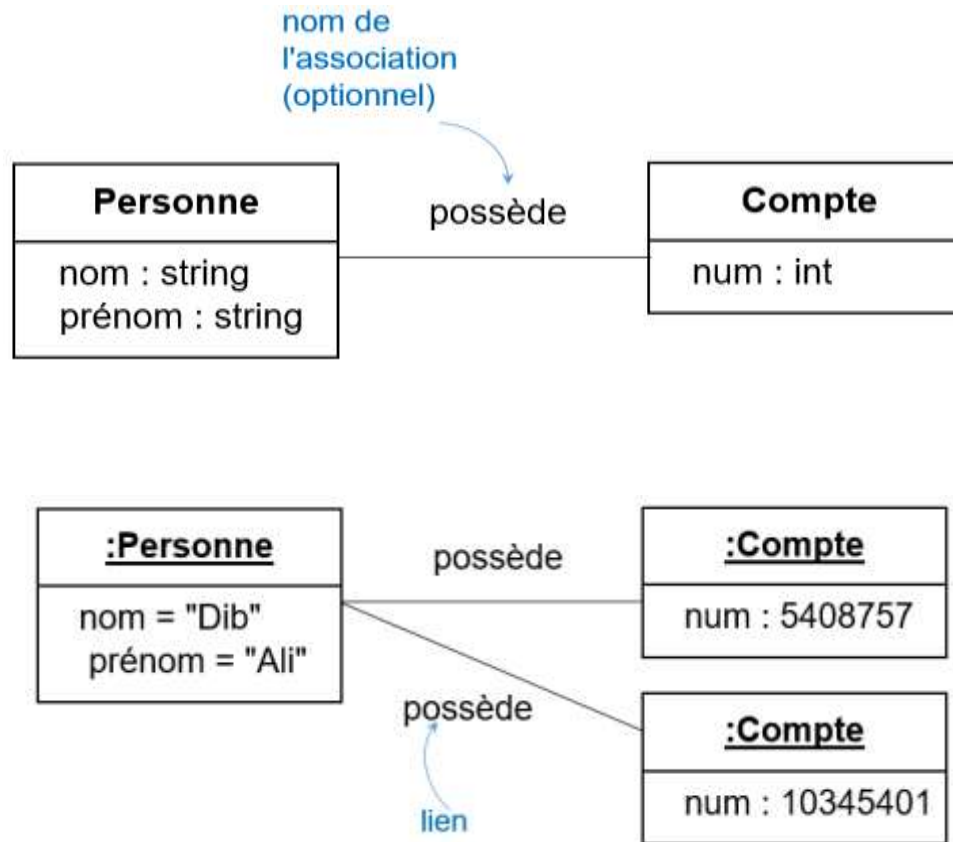 nom de
l'association
(optionnel)
Personne
nom : string
prénom : string
possède
Compte
num : int
:Personne
nom = "Dib"
prénom = "Ali"
possède
:Compte
num : 5408757
possède
lien
:Compte
num : 10345401